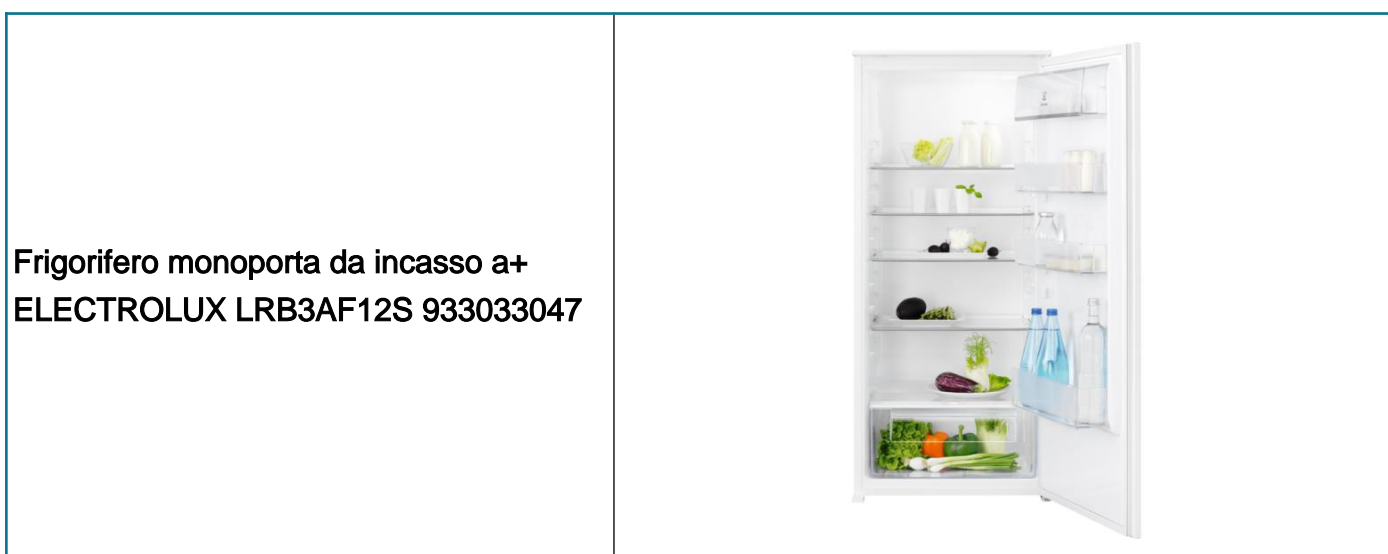 Frigorifero monoporta da incasso a+
ELECTROLUX LRB3AF12S 933033047